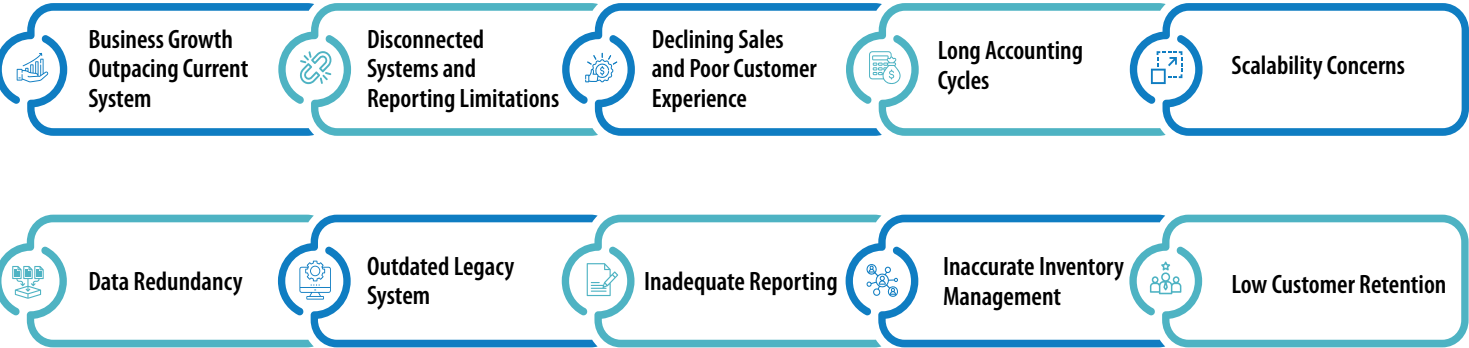 Business Growth
Outpacing Current
System
Disconnected
Systems and
Reporting Limitations
Declining Sales
and Poor Customer
Experience
Long Accounting
Cycles
Scalability Concerns
Data Redundancy
Outdated Legacy
System
Inadequate Reporting
Inaccurate Inventory
Management
Low Customer Retention